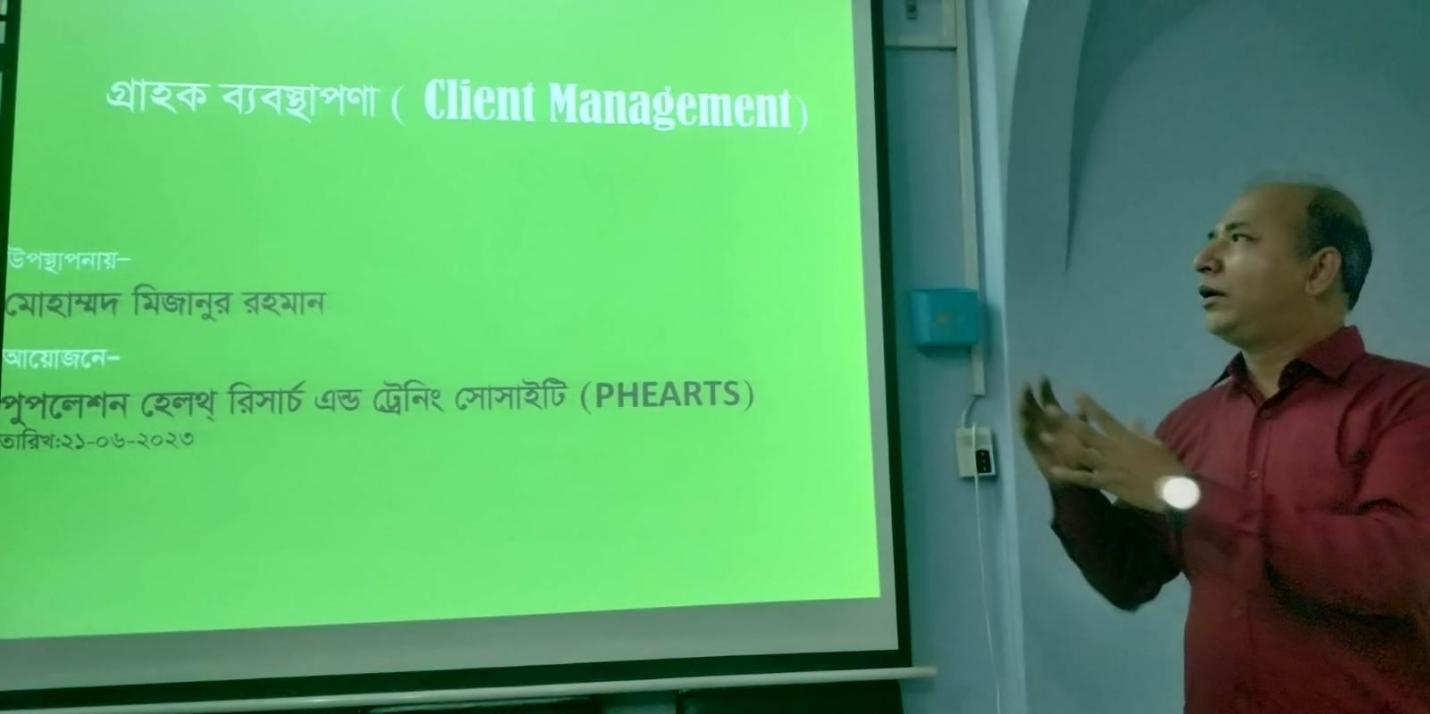 গ্রাহক ব্যবস্থাপণা ( Client Management)
উপস্থাপনায়–
মোহাম্মদ মিজানুর রহমান
আয়োজনে–
পুপলেশন হেলথ্ রিসার্চ এন্ড ট্রেনিং সোসাইটি (PHEARTS)
তারিখ:২১-০৬-২০২৩